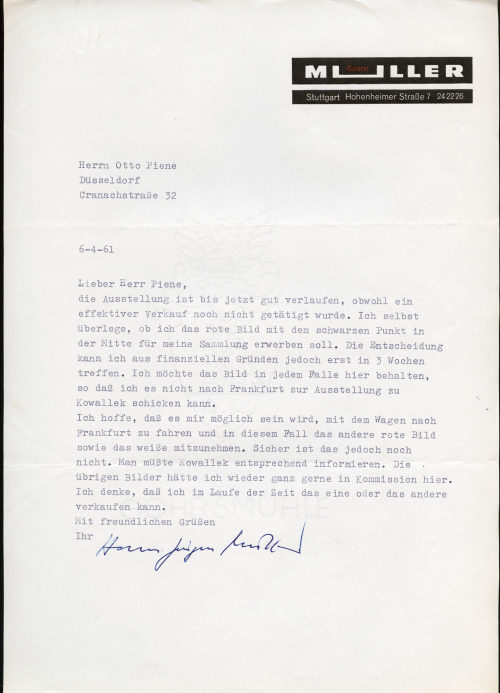 Galerie
MÜLLER
Stuttgart Hohenheimer Straße 7 242226
Herrn Otto Piene
Düsseldorf
Cranachstraße 32
6-4-61
Lieber Herr Piene,
die Ausstellung ist bis jetzt gut verlaufen, obwohl ein
effektiver Verkauf noch nicht getätigt wurde. Ich selbst
überlege, ob ich das rote Bild mit dem schwarzen Punkt in
der Mitte für meine Sammlung erwerben soll. Die Entscheidung
kann ich aus finanziellen Gründen jedoch erst in 3 Wochen
treffen. Ich möchte das Bild in jedem Falle hier behalten,
so daß ich es nicht nach Frankfurt zur Ausstellung zu
Kowallek schicken kann.
Ich hoffe, daß es mir möglich sein wird, mit dem Wagen nach
Frankfurt zu fahren und in diesem Fall das andere rote Bild
sowie das weiße mitzunehmen. Sicher ist das jedoch noch
nicht. Man müßte Kowallek entsprechend informieren. Die
übrigen Bilder hätte ich wieder ganz gerne in Kommission hier.
Ich denke, daß ich im Laufe der Zeit das eine oder das andere
verkaufen kann.
Mit freundlichen Grüßen
Ihr
Hans-Jürgen Müller